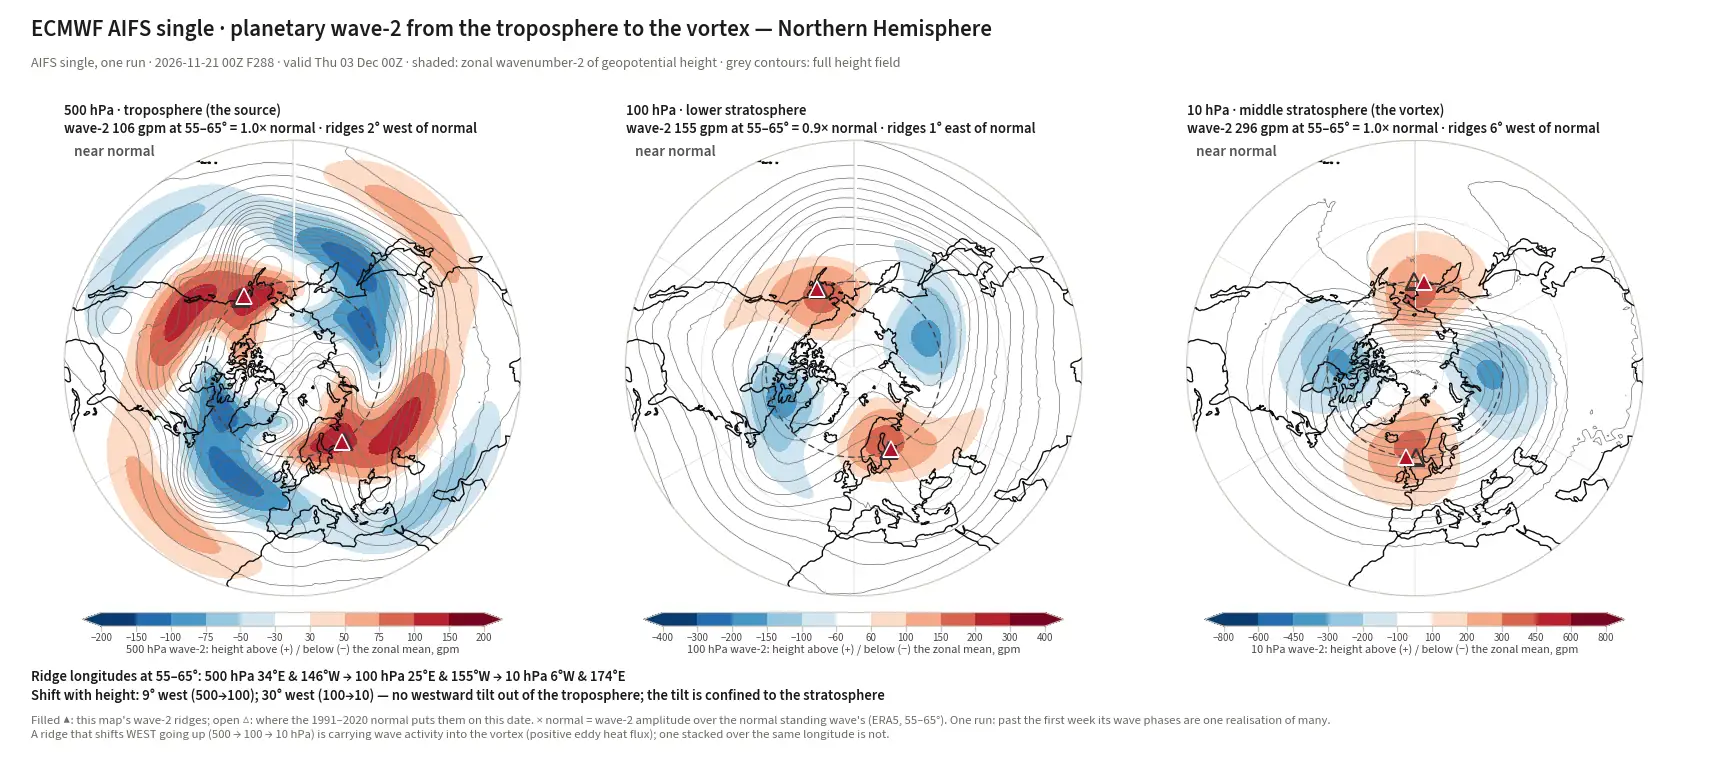 ECMWF AIFS single · planetary wave-2 from the troposphere to the vortex — Northern Hemisphere
AIFS single, one run · 2026-11-21 00Z F288 · valid Thu 03 Dec 00Z · shaded: zonal wavenumber-2 of geopotential height · grey contours: full height field
500 hPa · troposphere (the source)
wave-2 106 gpm at 55–65° = 1.0× normal · ridges 2° west of normal
near normal
100 hPa · lower stratosphere
wave-2 155 gpm at 55–65° = 0.9× normal · ridges 1° east of normal
near normal
10 hPa · middle stratosphere (the vortex)
wave-2 296 gpm at 55–65° = 1.0× normal · ridges 6° west of normal
near normal
−200 −150 −100 −75 −50 −30 30 50 75 100 150 200
500 hPa wave-2: height above (+) / below (−) the zonal mean, gpm
−400 −300 −200 −150 −100 −60 60 100 150 200 300 400
100 hPa wave-2: height above (+) / below (−) the zonal mean, gpm
−800 −600 −450 −300 −200 −100 100 200 300 450 600 800
10 hPa wave-2: height above (+) / below (−) the zonal mean, gpm
Ridge longitudes at 55–65°: 500 hPa 34°E & 146°W → 100 hPa 25°E & 155°W → 10 hPa 6°W & 174°E
Shift with height: 9° west (500→100); 30° west (100→10) — no westward tilt out of the troposphere; the tilt is confined to the stratosphere
Filled ▲: this map's wave-2 ridges; open △: where the 1991–2020 normal puts them on this date. × normal = wave-2 amplitude over the normal standing wave's (ERA5, 55–65°). One run: past the first week its wave phases are one realisation of many.
A ridge that shifts WEST going up (500 → 100 → 10 hPa) is carrying wave activity into the vortex (positive eddy heat flux); one stacked over the same longitude is not.